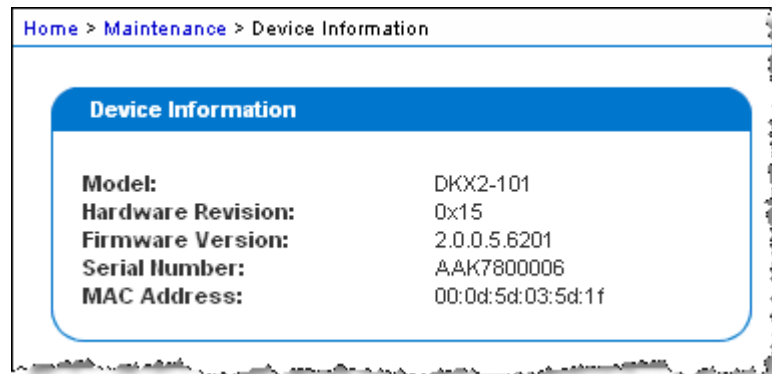 Home > Maintenance > Device Information
Device Information
Model: DKX2-101
Hardware Revision: 0x15
Firmware Version: 2.0.0.5.6201
Serial Number: AAK7800006
MAC Address: 00:0d:5d:03:5d:1f